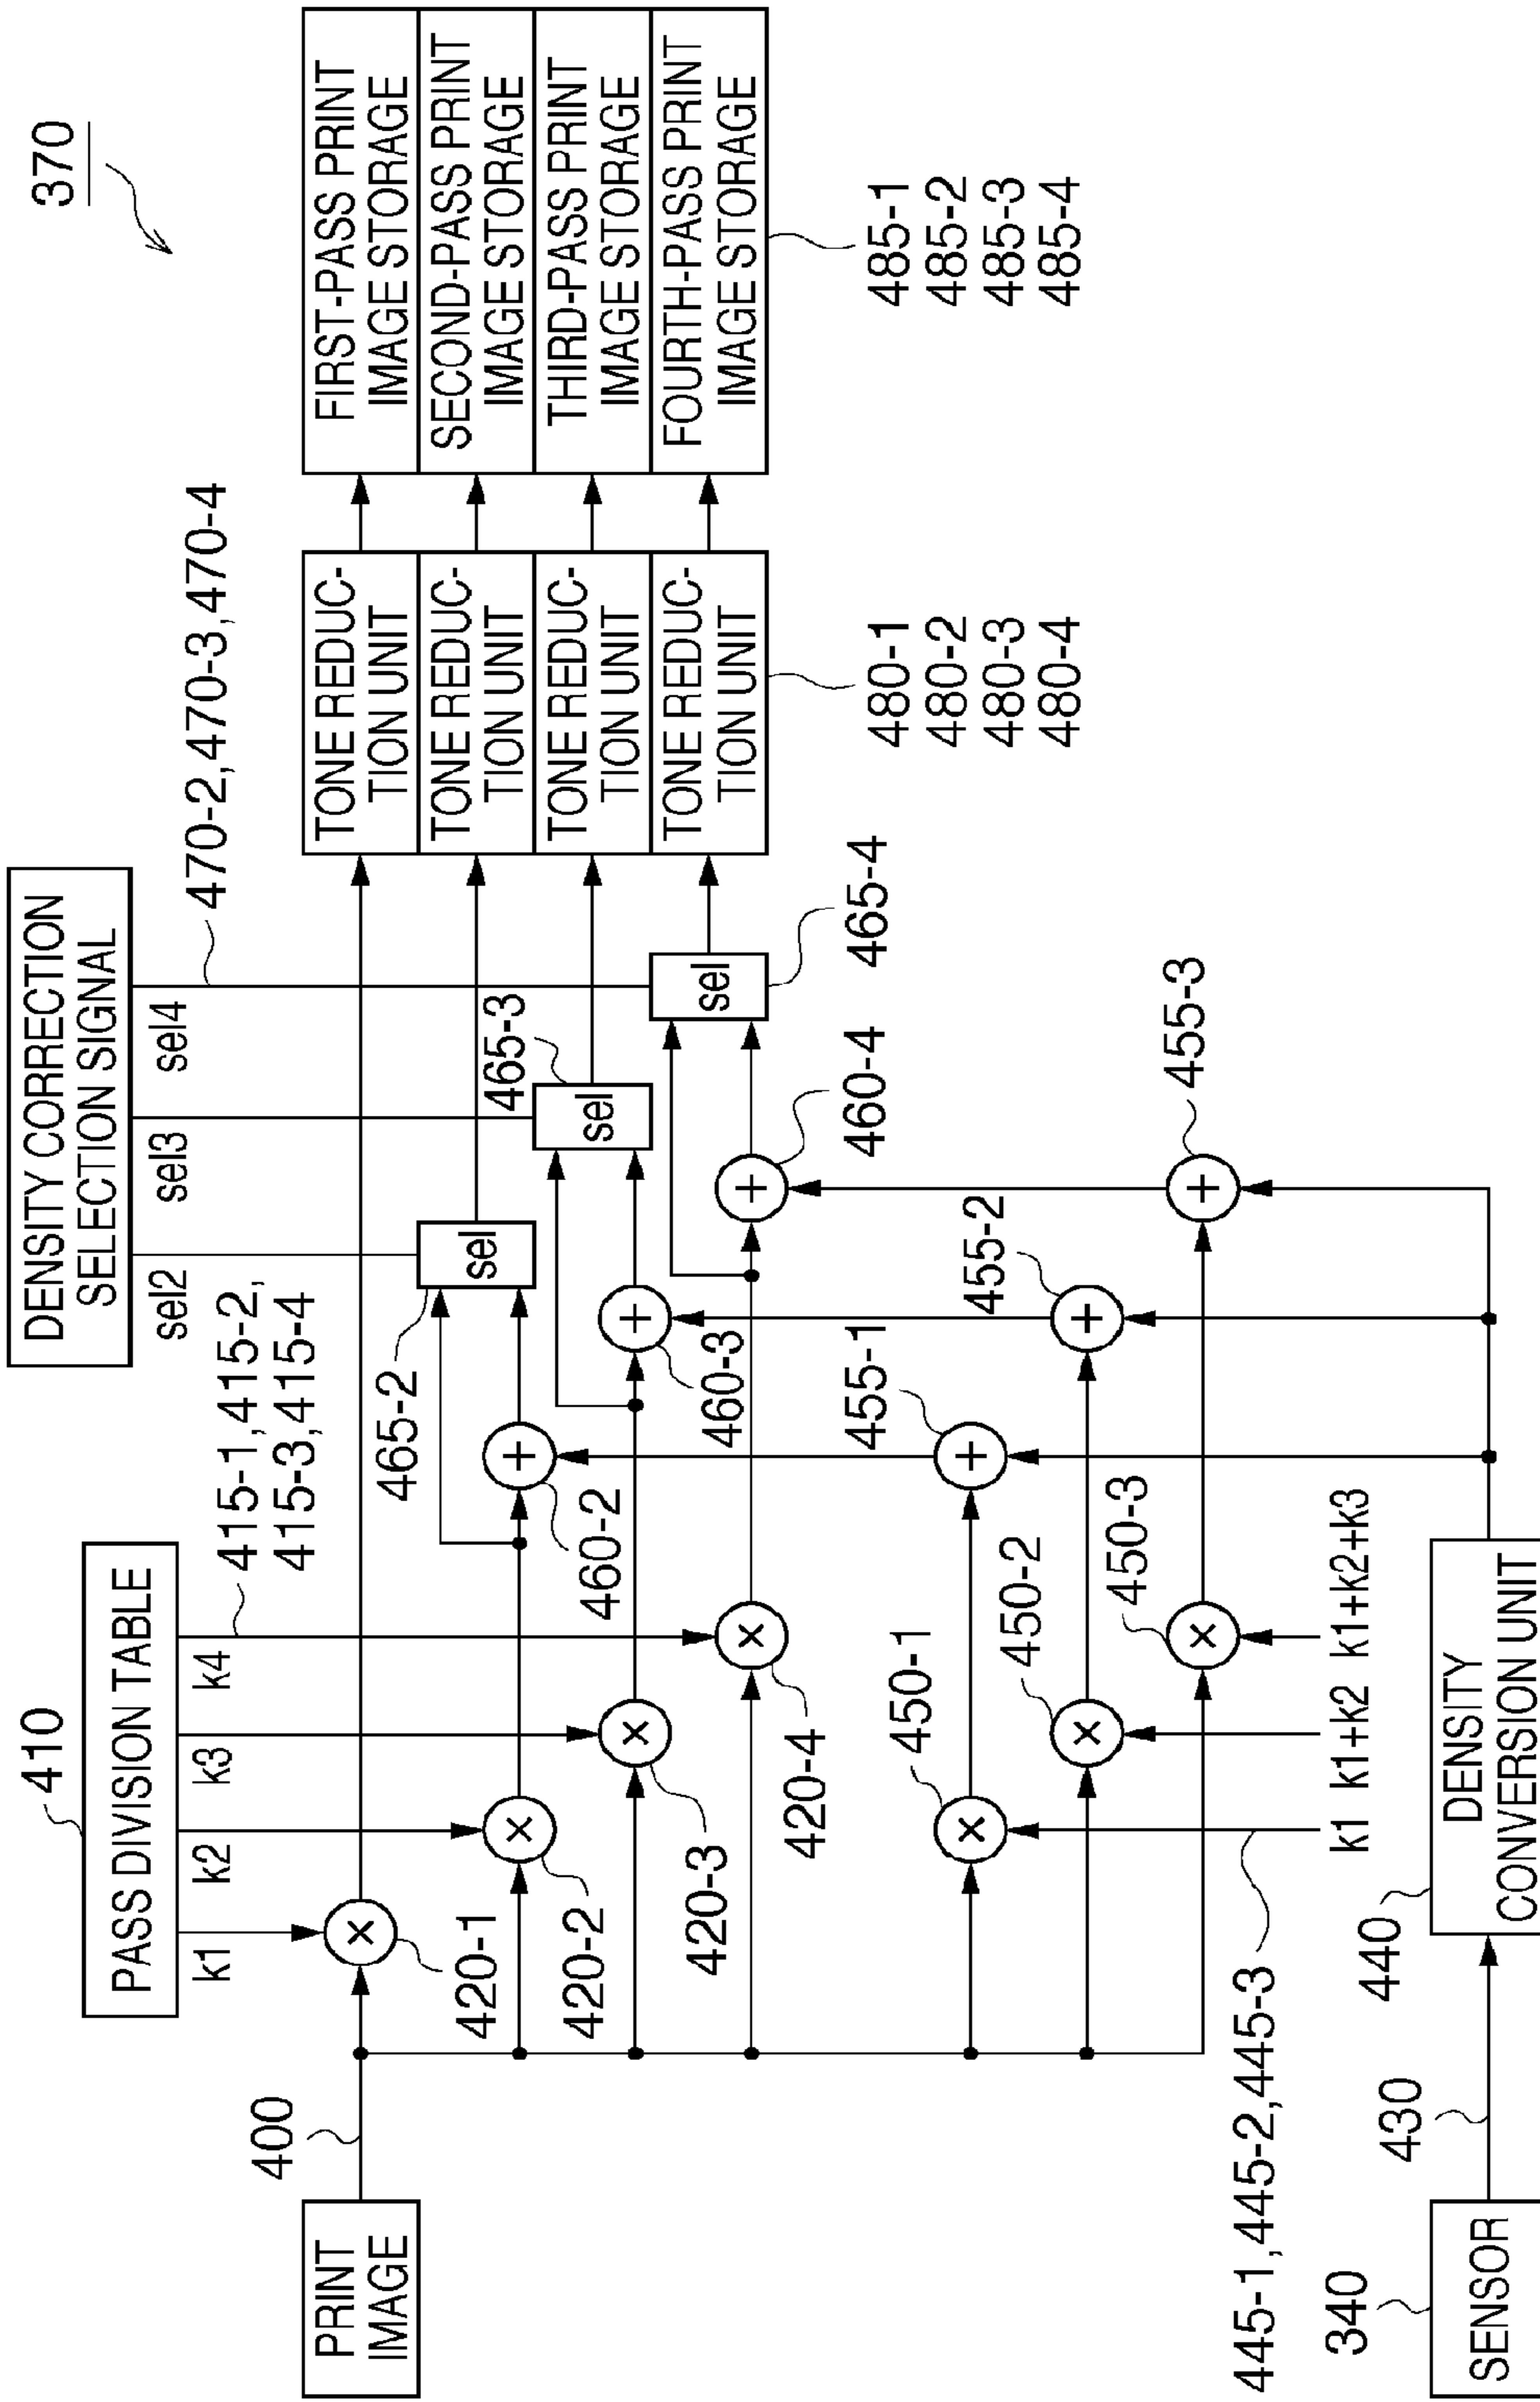 370
DENSITY CORRECTION
SELECTION SIGNAL
sel2
sel3
sel4
470-2,470-3,470-4
410
PASS DIVISION TABLE
k1
k2
k3
k4
415-1,415-2,
415-3,415-4
PRINT
IMAGE
400
×
420-1
×
420-2
×
420-3
×
420-4
+
460-2
+
460-3
+
460-4
465-2
sel
465-3
sel
sel
465-4
TONE REDUC-
TION UNIT
TONE REDUC-
TION UNIT
TONE REDUC-
TION UNIT
TONE REDUC-
TION UNIT
480-1
480-2
480-3
480-4
FIRST-PASS PRINT
IMAGE STORAGE
SECOND-PASS PRINT
IMAGE STORAGE
THIRD-PASS PRINT
IMAGE STORAGE
FOURTH-PASS PRINT
IMAGE STORAGE
485-1
485-2
485-3
485-4
×
450-1
×
450-2
×
450-3
+
455-1
+
455-2
+
455-3
445-1,445-2,445-3
k1
k1+k2
k1+k2+k3
340
SENSOR
430
440
DENSITY
CONVERSION UNIT